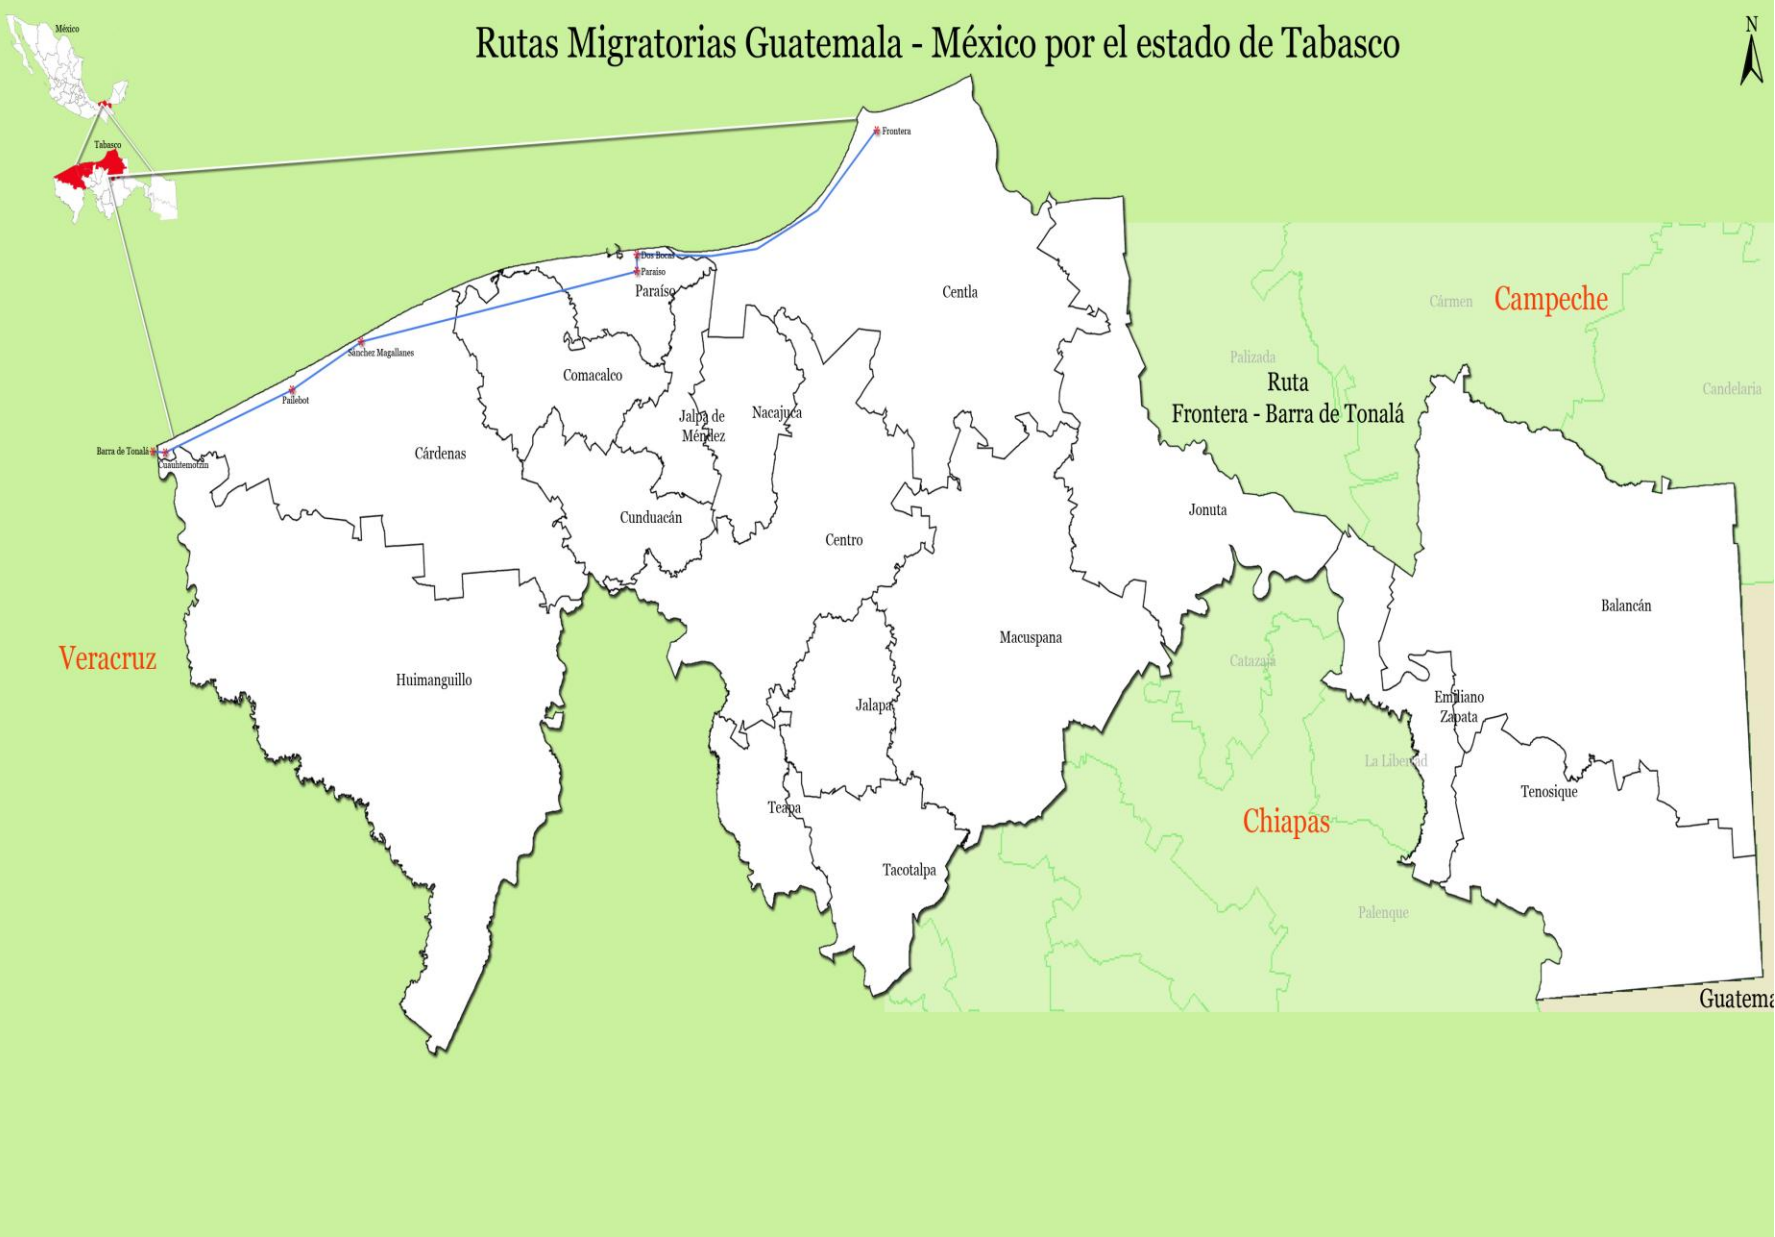 México
Rutas Migratorias Guatemala - México por el estado de Tabasco
N
Tabasco
Frontera
Dos Bocas
Paraíso
Paraíso
Centla
Cármen
Campeche
Sánchez Magallanes
Palizada
Comacalco
Ruta
Candelaria
Pailebot
Frontera - Barra de Tonalá
Jalpa de
Méndez
Nacajuca
Barra de Tonalá
Cuauhtemotzin
Cárdenas
Cunduacán
Jonuta
Centro
Balancán
Macuspana
Veracruz
Catazajá
Huimanguillo
Emiliano
Zapata
Jalapa
La Libertad
Tenosique
Teapa
Chiapas
Tacotalpa
Palenque
Guatema